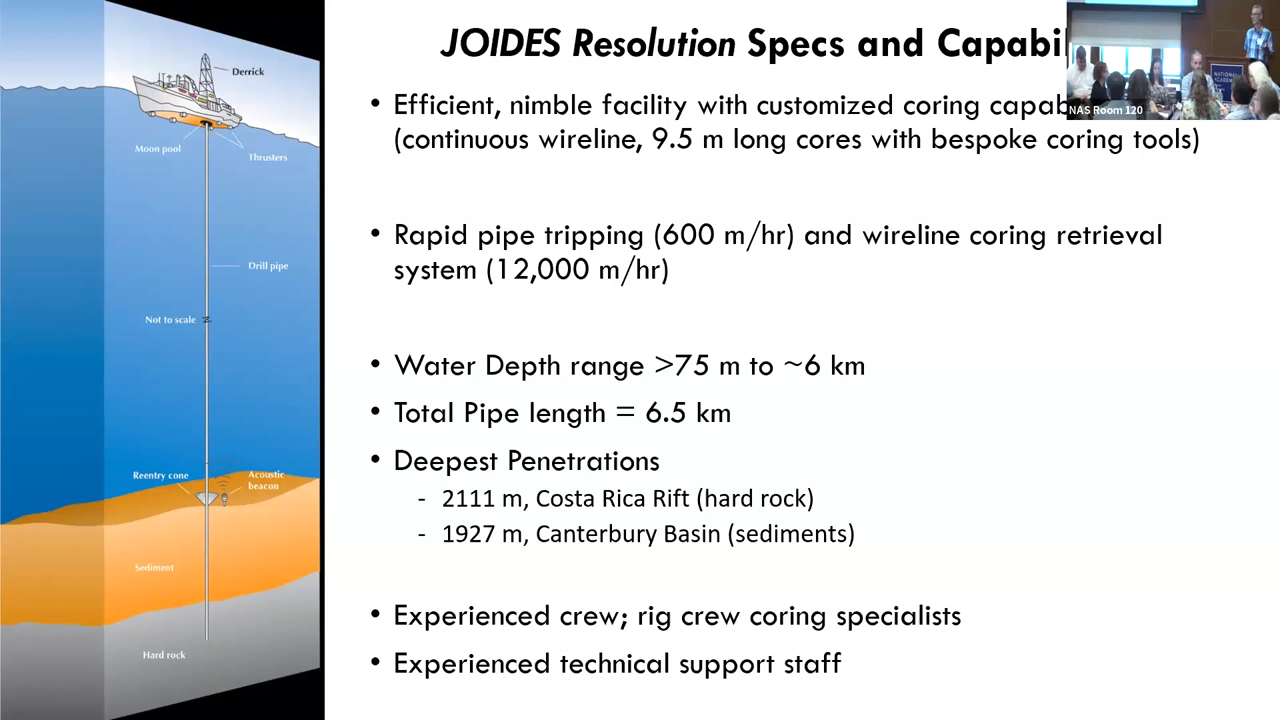 JOIDES Resolution Specs and Capabi
• Efficient, nimble facility with customized coring capab
(continuous wireline, 9.5 m long cores with bespoke coring tools)
• Rapid pipe tripping (600 m/hr) and wireline coring retrieval
system (12,000 m/hr)
• Water Depth range >75 m to ~6 km
• Total Pipe length = 6.5 km
• Deepest Penetrations
- 2111 m, Costa Rica Rift (hard rock)
- 1927 m, Canterbury Basin (sediments)
• Experienced crew; rig crew coring specialists
• Experienced technical support staff
Derrick
Moon pool
Thrusters
Drill pipe
Not to scale
Reentry cone
Acoustic
beacon
Sediment
Hard rock
NAS Room 120
NATIONAL